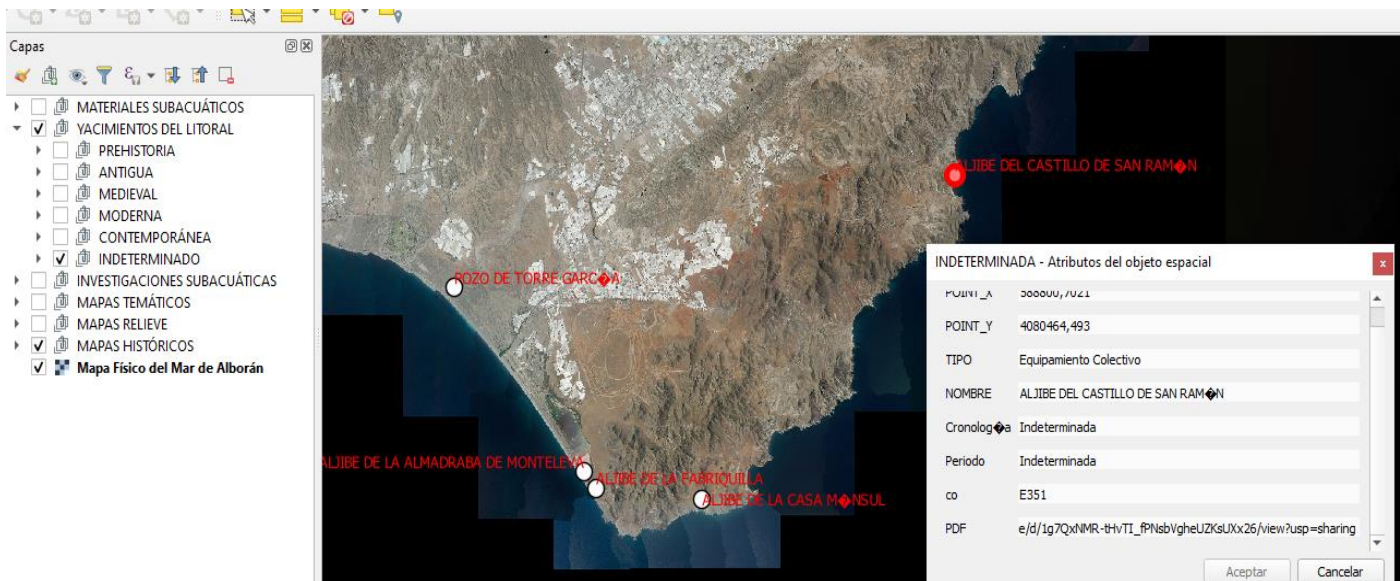 Capas
MATERIALES SUBACUÁTICOS
YACIMIENTOS DEL LITORAL
PREHISTORIA
ANTIGUA
MEDIEVAL
MODERNA
CONTEMPORÁNEA
INDETERMINADO
INVESTIGACIONES SUBACUÁTICAS
MAPAS TEMÁTICOS
MAPAS RELIEVE
MAPAS HISTÓRICOS
Mapa Físico del Mar de Alborán
ALJIBE DEL CASTILLO DE SAN RAM�N
POZO DE TORRE GARC�A
ALJIBE DE LA ALMADRABA DE MONTELEVA
ALJIBE DE LA FABRIQUILLA
ALJIBE DE LA CASA M�NSUL
INDETERMINADA - Atributos del objeto espacial
POINT_X 588800,7021
POINT_Y 4080464,493
TIPO Equipamiento Colectivo
NOMBRE ALJIBE DEL CASTILLO DE SAN RAM�N
Cronolog�a Indeterminada
Periodo Indeterminada
co E351
PDF e/d/1g7QxNMR-tHvTI_fPNsbVgheUZKsUXx26/view?usp=sharing
Aceptar Cancelar